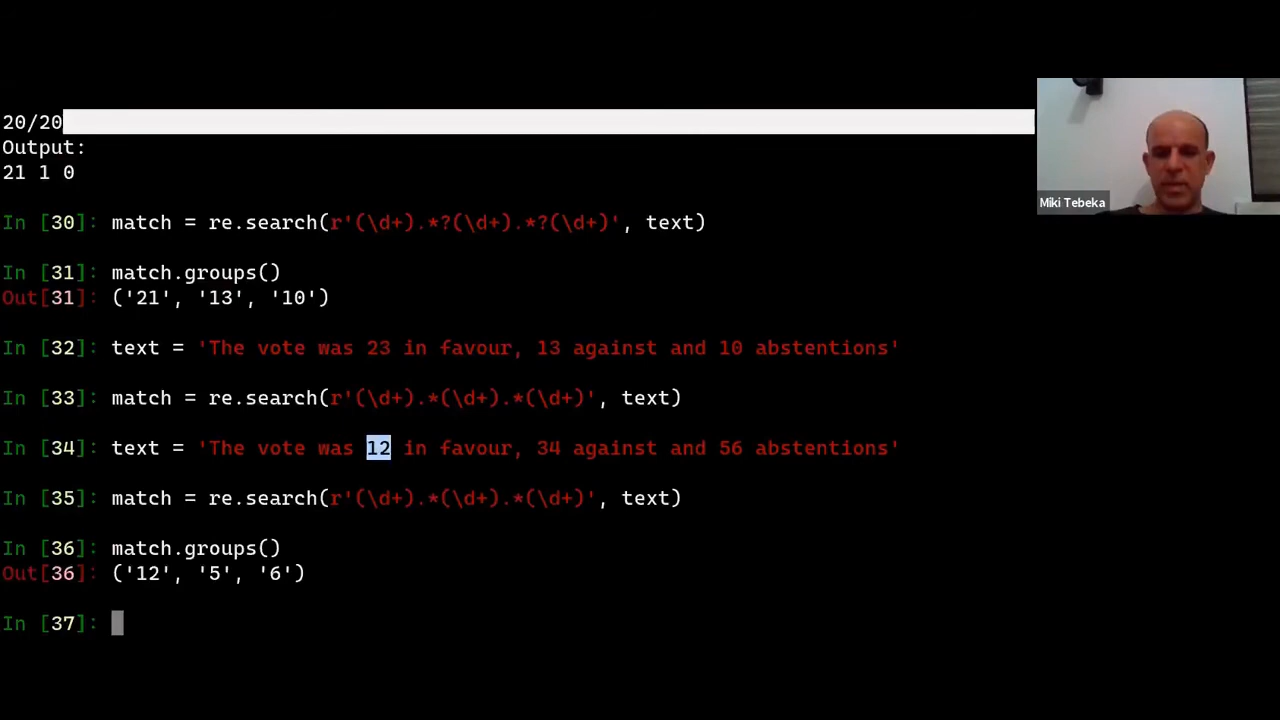 20/20
Output:
21 1 0
In [30]: match = re.search(r'(\d+).*?(\d+).*?(\d+)', text)
In [31]: match.groups()
Out[31]: ('21', '13', '10')
In [32]: text = 'The vote was 23 in favour, 13 against and 10 abstentions'
In [33]: match = re.search(r'(\d+).*(\d+).*(\d+)', text)
In [34]: text = 'The vote was 12 in favour, 34 against and 56 abstentions'
In [35]: match = re.search(r'(\d+).*(\d+).*(\d+)', text)
In [36]: match.groups()
Out[36]: ('12', '5', '6')
In [37]:
Miki Tebeka